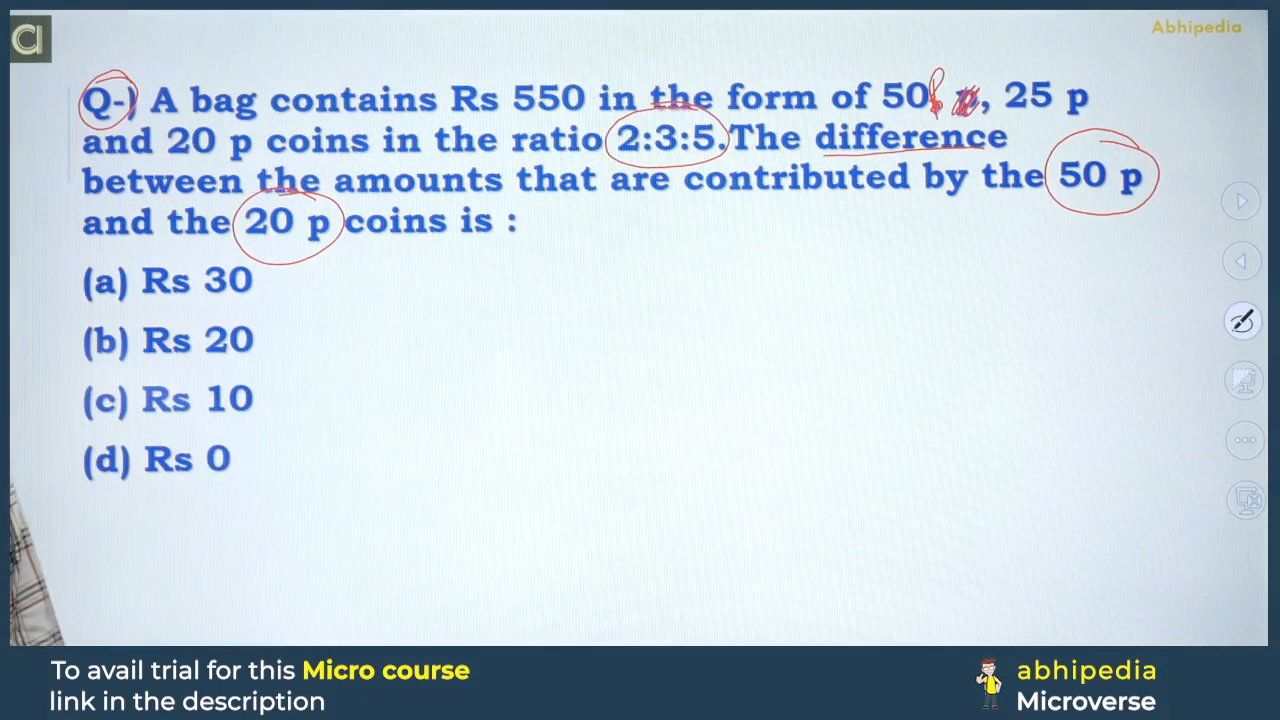 Abhipedia
Q-) A bag contains Rs 550 in the form of 50 p, 25 p
and 20 p coins in the ratio 2:3:5.The difference
between the amounts that are contributed by the 50 p
and the 20 p coins is :
(a) Rs 30
(b) Rs 20
(c) Rs 10
(d) Rs 0
To avail trial for this Micro course
link in the description
abhipedia
Microverse